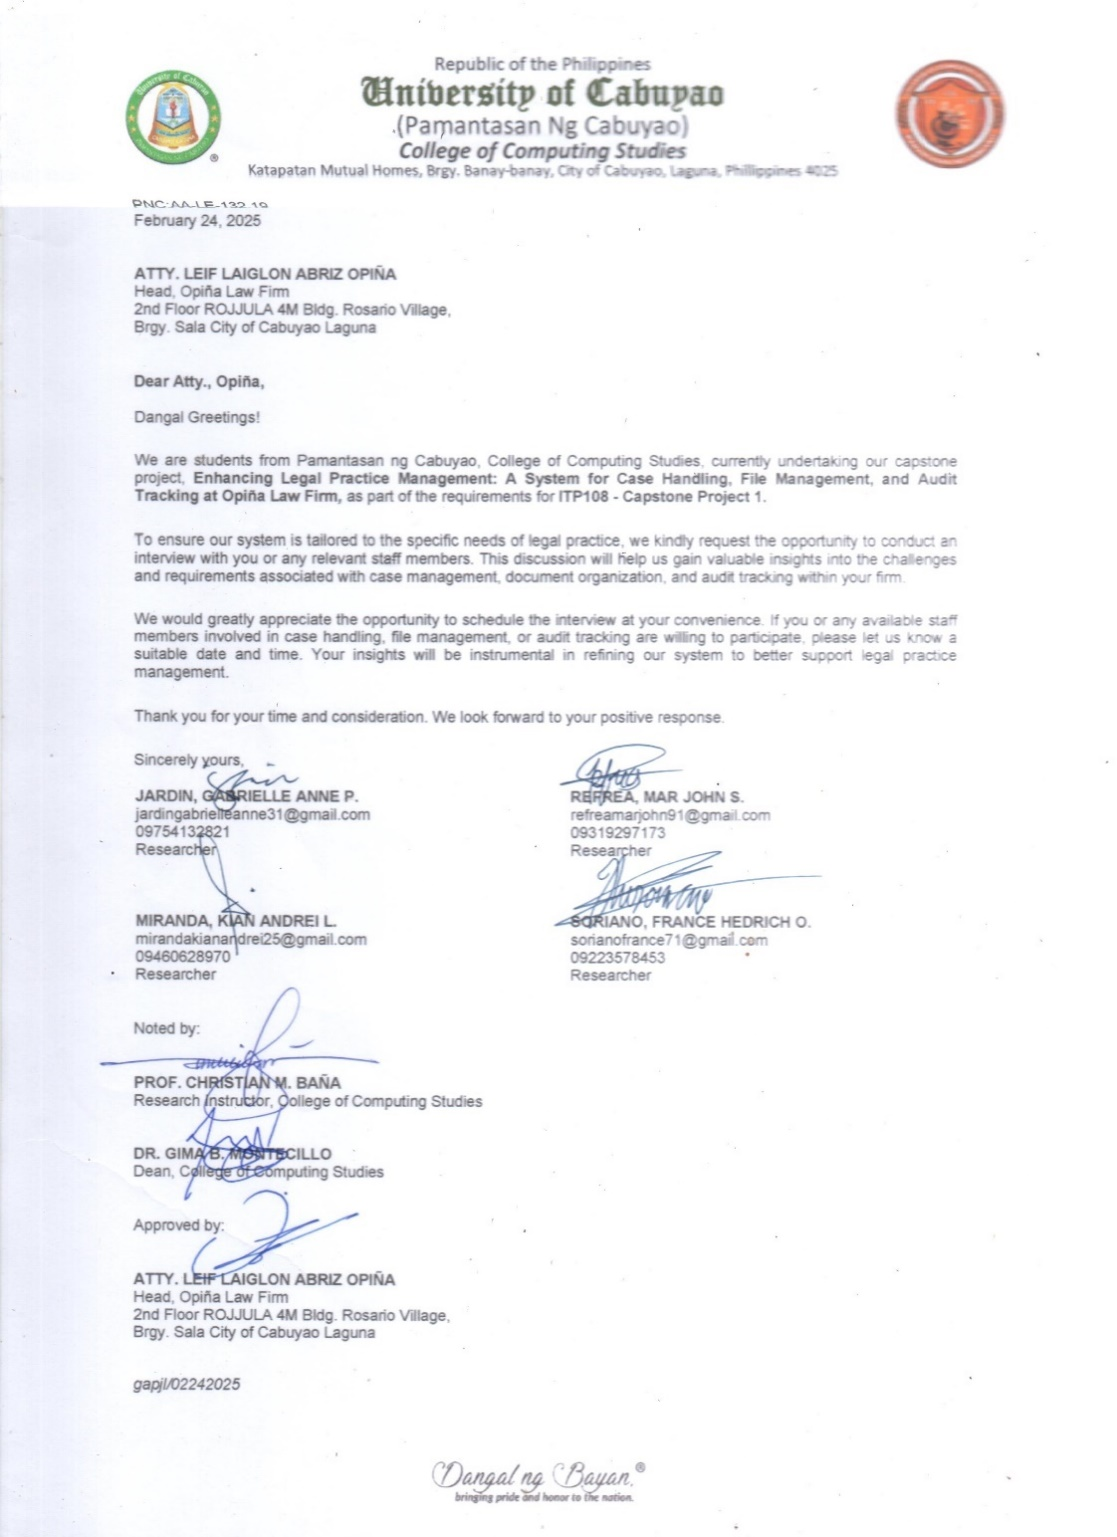 Republic of the Philippines
University of Cabuyao
(Pamantasan Ng Cabuyao)
College of Computing Studies
Katapatan Mutual Homes, Brgy. Banay-banay, City of Cabuyao, Laguna, Phillippines 4025
PNC:AA-LE-132 19
February 24, 2025
ATTY. LEIF LAIGLON ABRIZ OPIÑA
Head, Opiña Law Firm
2nd Floor ROJJULA 4M Bldg. Rosario Village,
Brgy. Sala City of Cabuyao Laguna
Dear Atty., Opiña,
Dangal Greetings!
We are students from Pamantasan ng Cabuyao, College of Computing Studies, currently undertaking our capstone
project, Enhancing Legal Practice Management: A System for Case Handling, File Management, and Audit
Tracking at Opiña Law Firm, as part of the requirements for ITP108 - Capstone Project 1.
To ensure our system is tailored to the specific needs of legal practice, we kindly request the opportunity to conduct an
interview with you or any relevant staff members. This discussion will help us gain valuable insights into the challenges
and requirements associated with case management, document organization, and audit tracking within your firm.
We would greatly appreciate the opportunity to schedule the interview at your convenience. If you or any available staff
members involved in case handling, file management, or audit tracking are willing to participate, please let us know a
suitable date and time. Your insights will be instrumental in refining our system to better support legal practice
management.
Thank you for your time and consideration. We look forward to your positive response.
Sincerely yours,
JARDIN, GABRIELLE ANNE P.
jardingabrielleanne31@gmail.com
09754132821
Researcher
REFREA, MAR JOHN S.
refreamarjohn91@gmail.com
09319297173
Researcher
MIRANDA, KIAN ANDREI L.
mirandakianandrei25@gmail.com
09460628970
Researcher
SORIANO, FRANCE HEDRICH O.
sorianofrance71@gmail.com
09223578453
Researcher
Noted by:
PROF. CHRISTIAN M. BAÑA
Research Instructor, College of Computing Studies
DR. GIMA B. MONTECILLO
Dean, College of Computing Studies
Approved by:
ATTY. LEIF LAIGLON ABRIZ OPIÑA
Head, Opiña Law Firm
2nd Floor ROJJULA 4M Bldg. Rosario Village,
Brgy. Sala City of Cabuyao Laguna
gapjl/02242025
Dangal ng Bayan.®
bringing pride and honor to the nation.